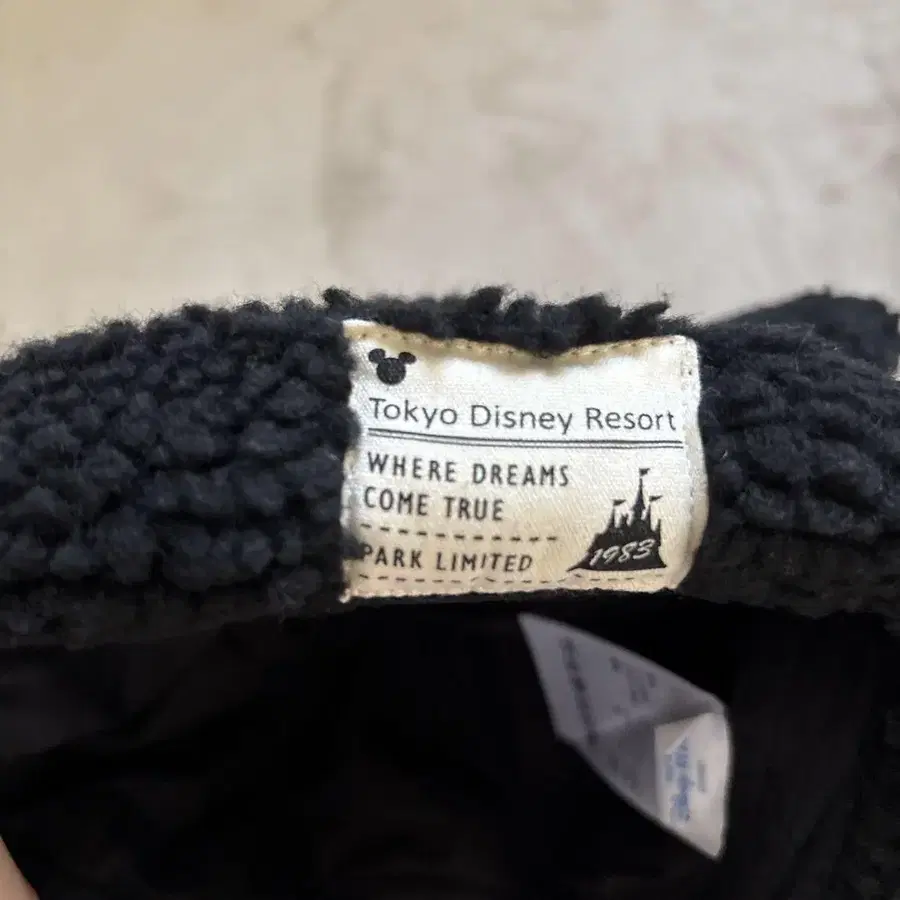 Tokyo Disney Resort
WHERE DREAMS
COME TRUE
PARK LIMITED
1983